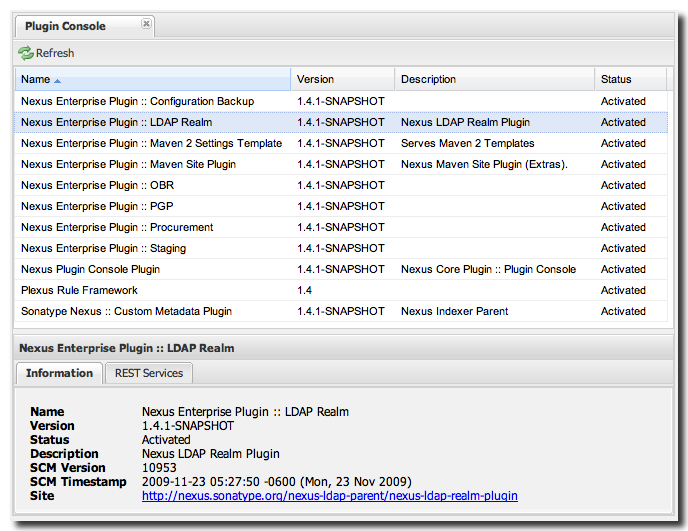 Plugin Console
Refresh
Name Version Description Status
Nexus Enterprise Plugin :: Configuration Backup 1.4.1-SNAPSHOT Activated
Nexus Enterprise Plugin :: LDAP Realm 1.4.1-SNAPSHOT Nexus LDAP Realm Plugin Activated
Nexus Enterprise Plugin :: Maven 2 Settings Template 1.4.1-SNAPSHOT Serves Maven 2 Templates Activated
Nexus Enterprise Plugin :: Maven Site Plugin 1.4.1-SNAPSHOT Nexus Maven Site Plugin (Extras). Activated
Nexus Enterprise Plugin :: OBR 1.4.1-SNAPSHOT Activated
Nexus Enterprise Plugin :: PGP 1.4.1-SNAPSHOT Activated
Nexus Enterprise Plugin :: Procurement 1.4.1-SNAPSHOT Activated
Nexus Enterprise Plugin :: Staging 1.4.1-SNAPSHOT Activated
Nexus Plugin Console Plugin 1.4.1-SNAPSHOT Nexus Core Plugin :: Plugin Console Activated
Plexus Rule Framework 1.4 Activated
Sonatype Nexus :: Custom Metadata Plugin 1.4.1-SNAPSHOT Nexus Indexer Parent Activated
Nexus Enterprise Plugin :: LDAP Realm
Information REST Services
Name Nexus Enterprise Plugin :: LDAP Realm
Version 1.4.1-SNAPSHOT
Status Activated
Description Nexus LDAP Realm Plugin
SCM Version 10953
SCM Timestamp 2009-11-23 05:27:50 -0600 (Mon, 23 Nov 2009)
Site http://nexus.sonatype.org/nexus-ldap-parent/nexus-ldap-realm-plugin